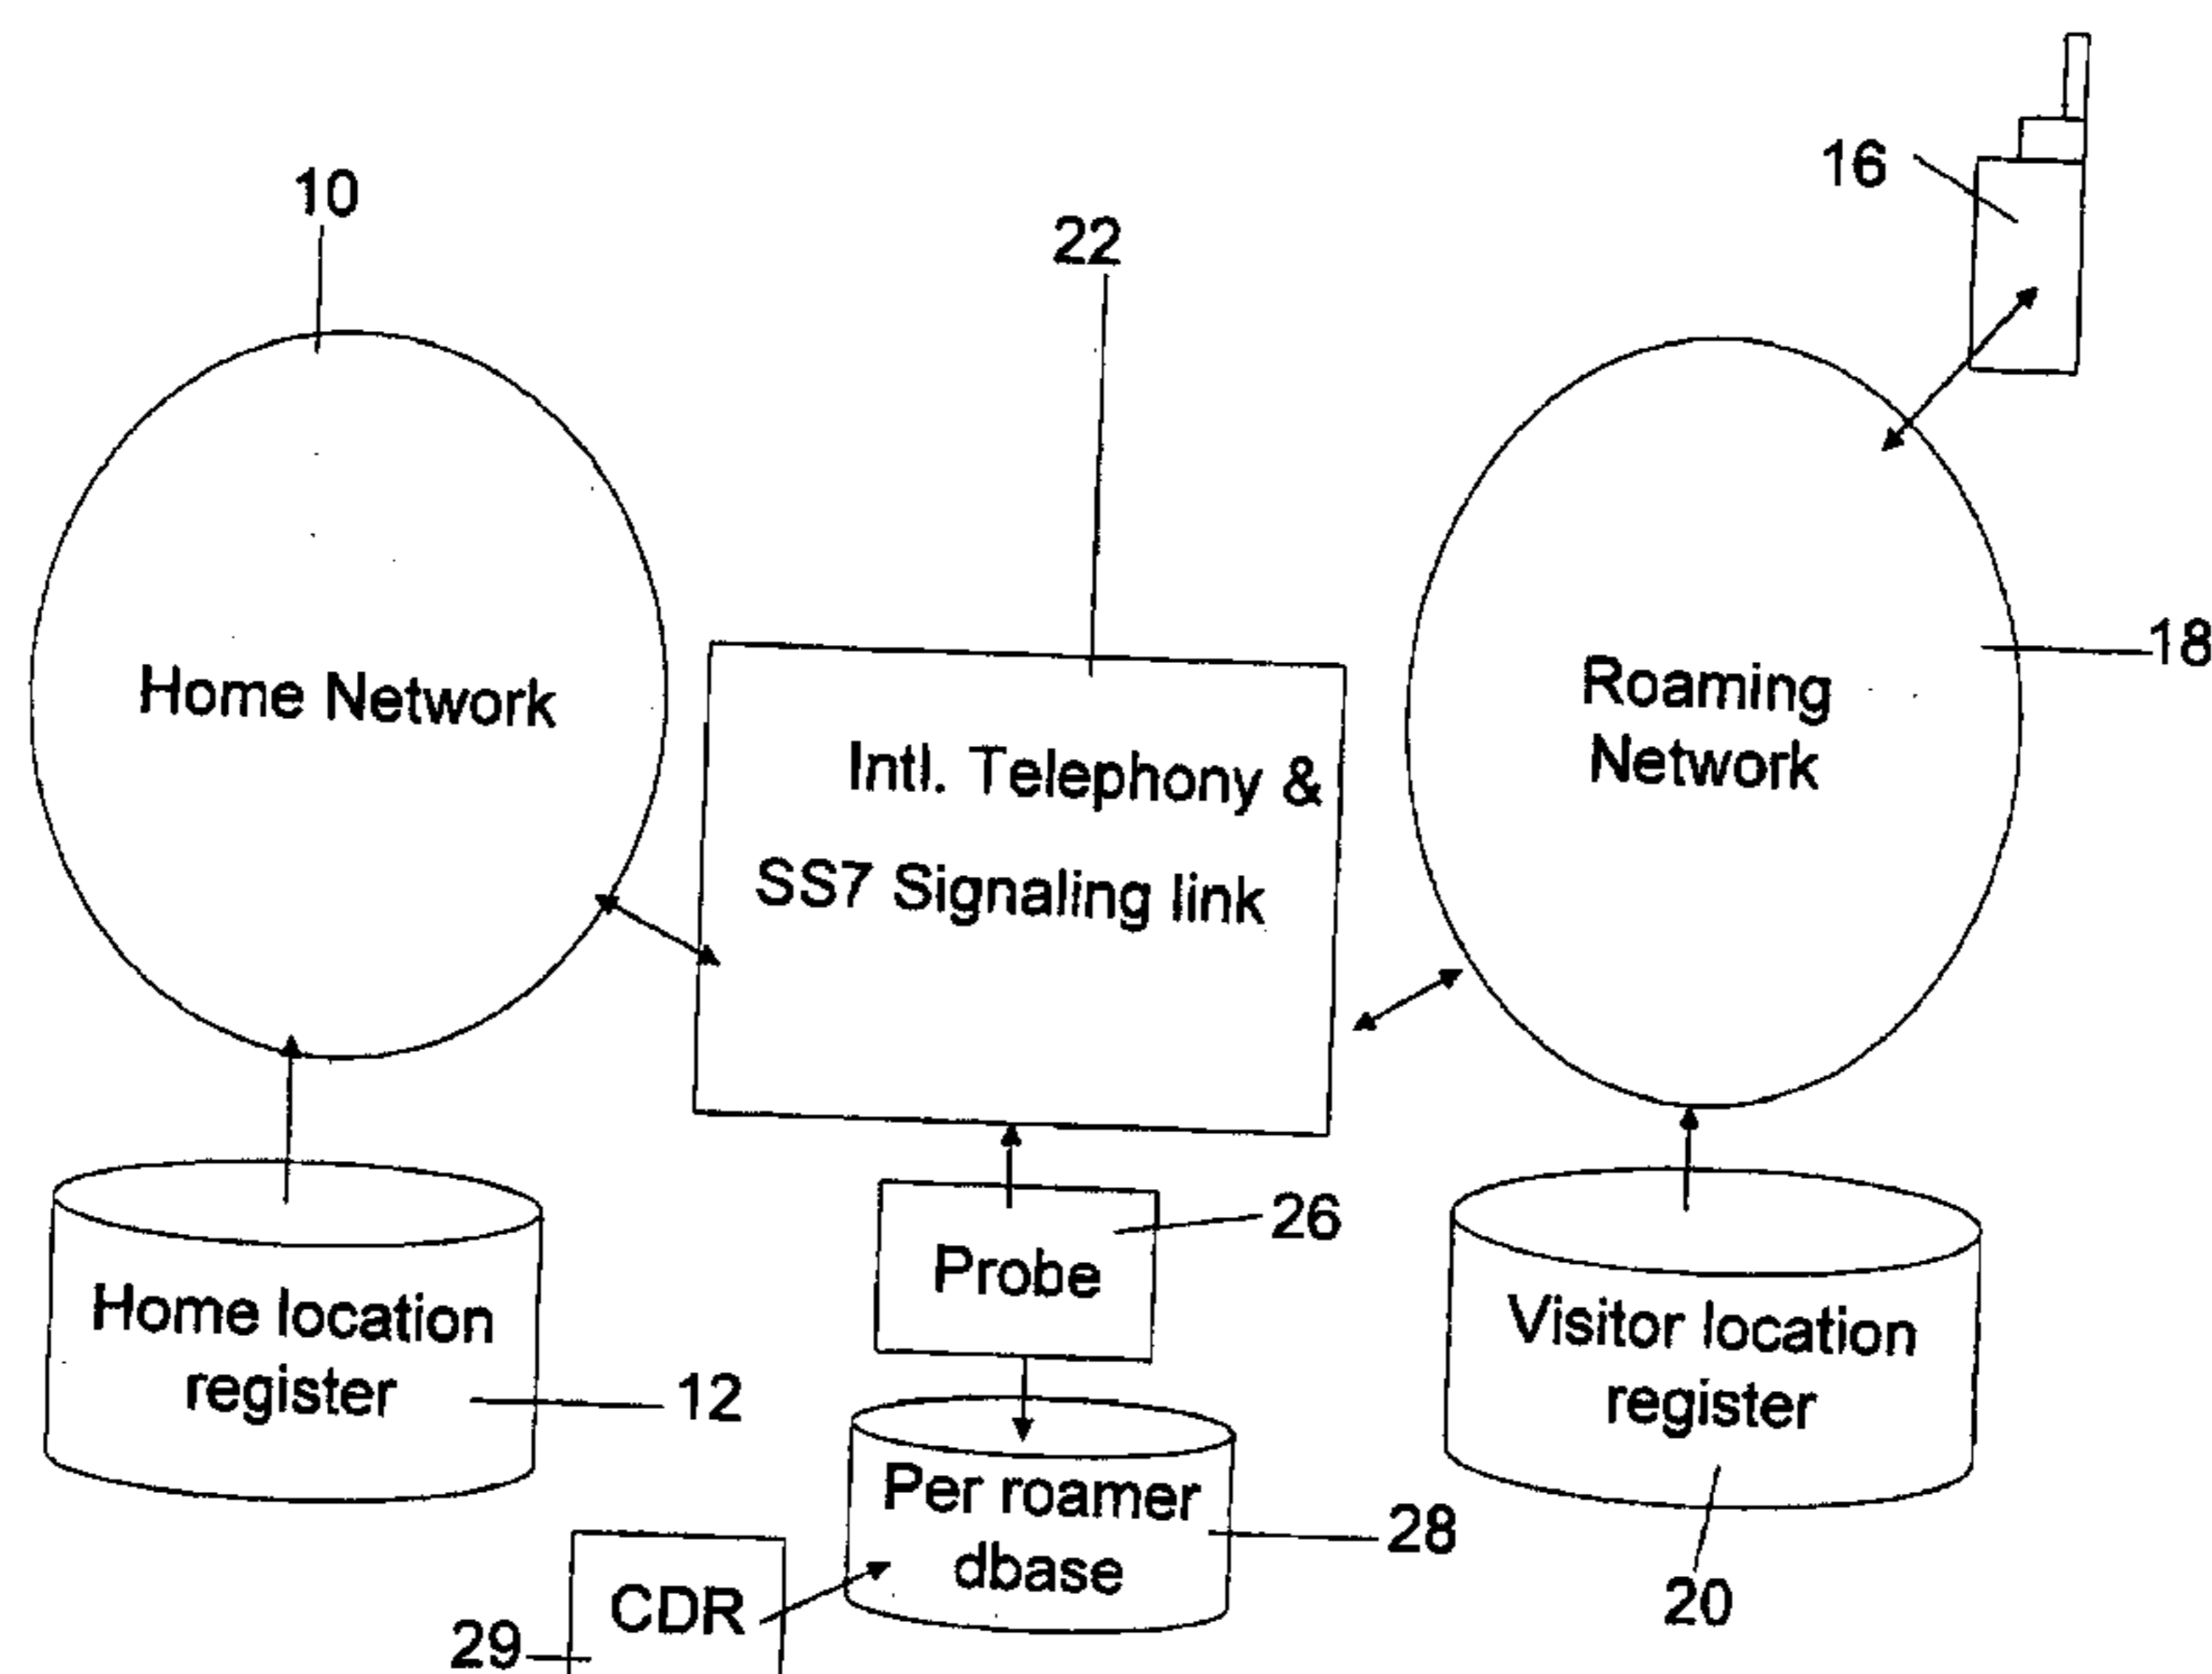 10
16
22
18
Home Network
Roaming
Network
Intl. Telephony &
SS7 Signaling link
26
Probe
Home location
register
12
Visitor location
register
Per roamer
dbase
28
20
CDR
29